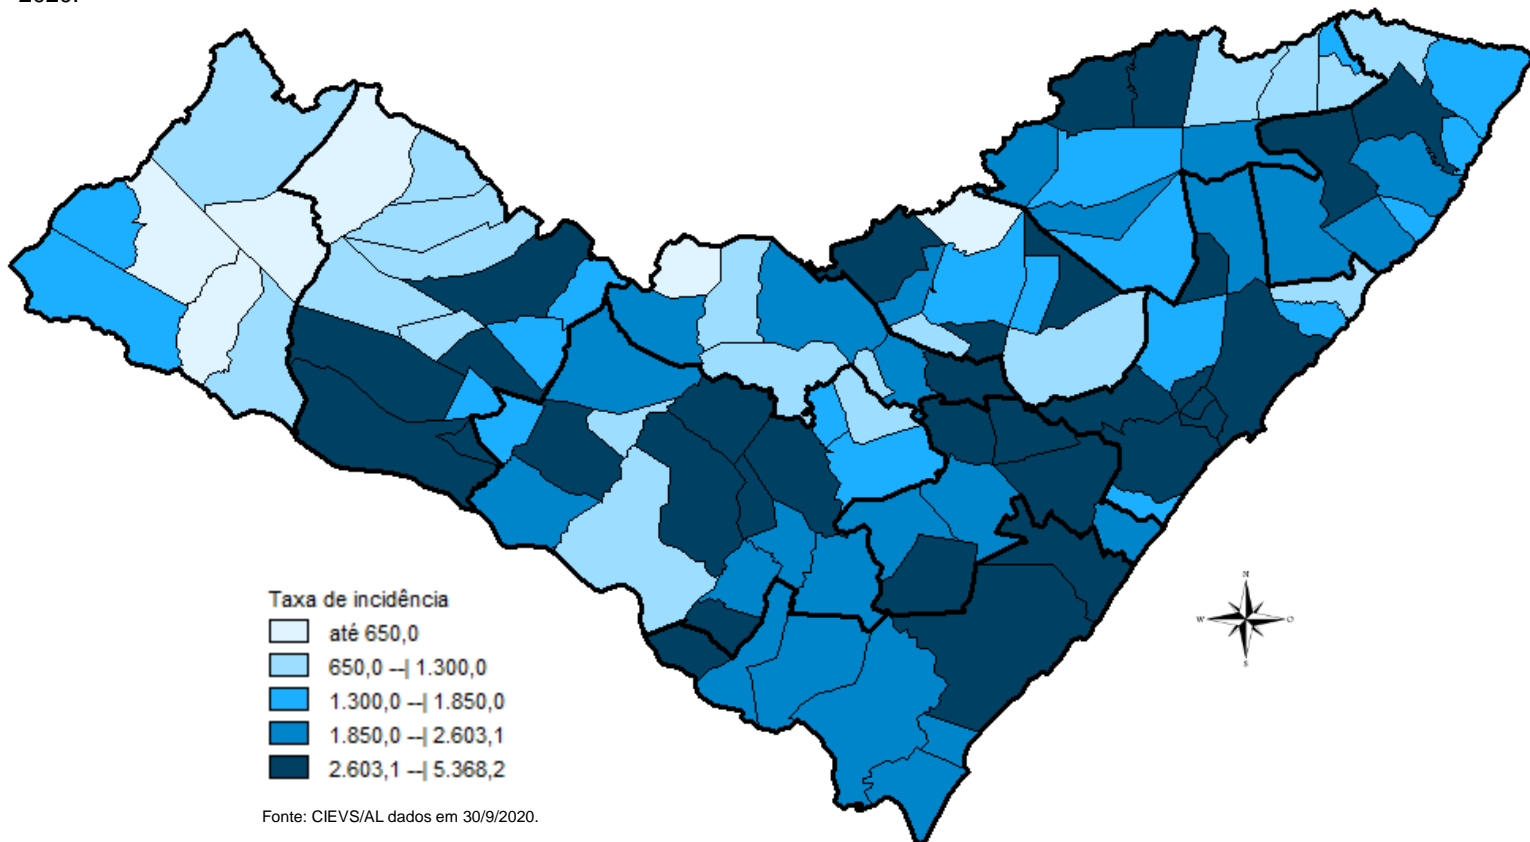 2020.
Taxa de incidência
até 650,0
650,0 --| 1.300,0
1.300,0 --| 1.850,0
1.850,0 --| 2.603,1
2.603,1 --| 5.368,2
Fonte: CIEVS/AL dados em 30/9/2020.
N
W
O
S